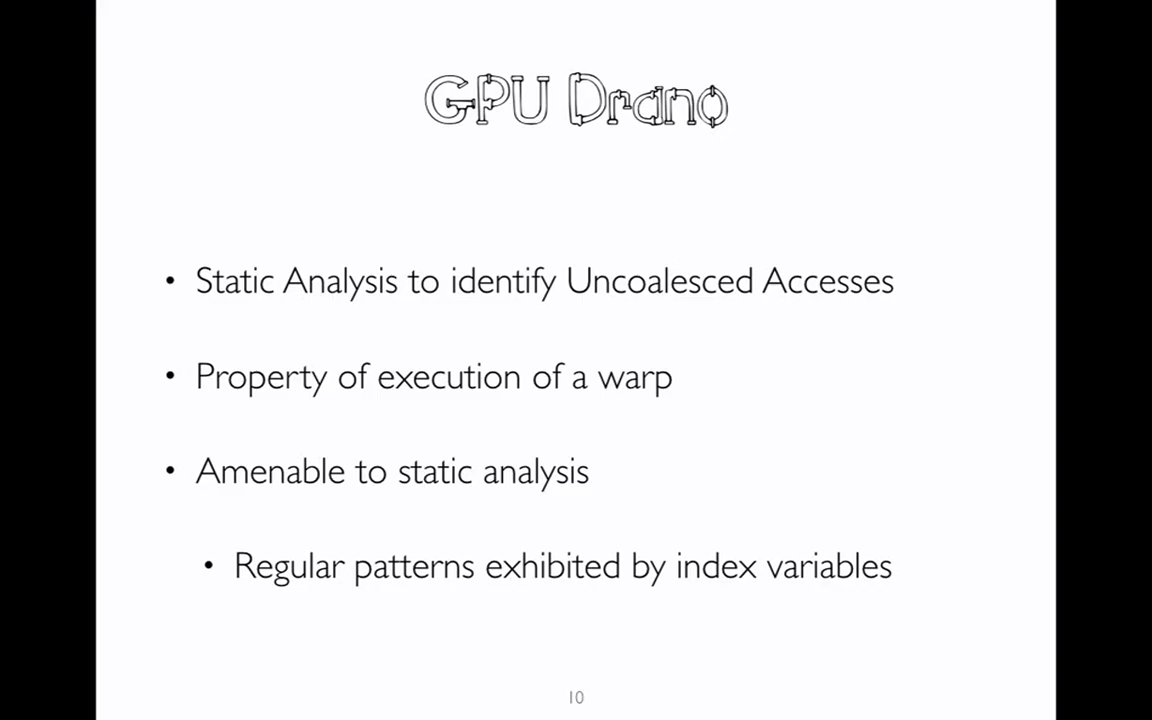 GPU Drano
• Static Analysis to identify Uncoalesced Accesses
• Property of execution of a warp
• Amenable to static analysis
• Regular patterns exhibited by index variables
10